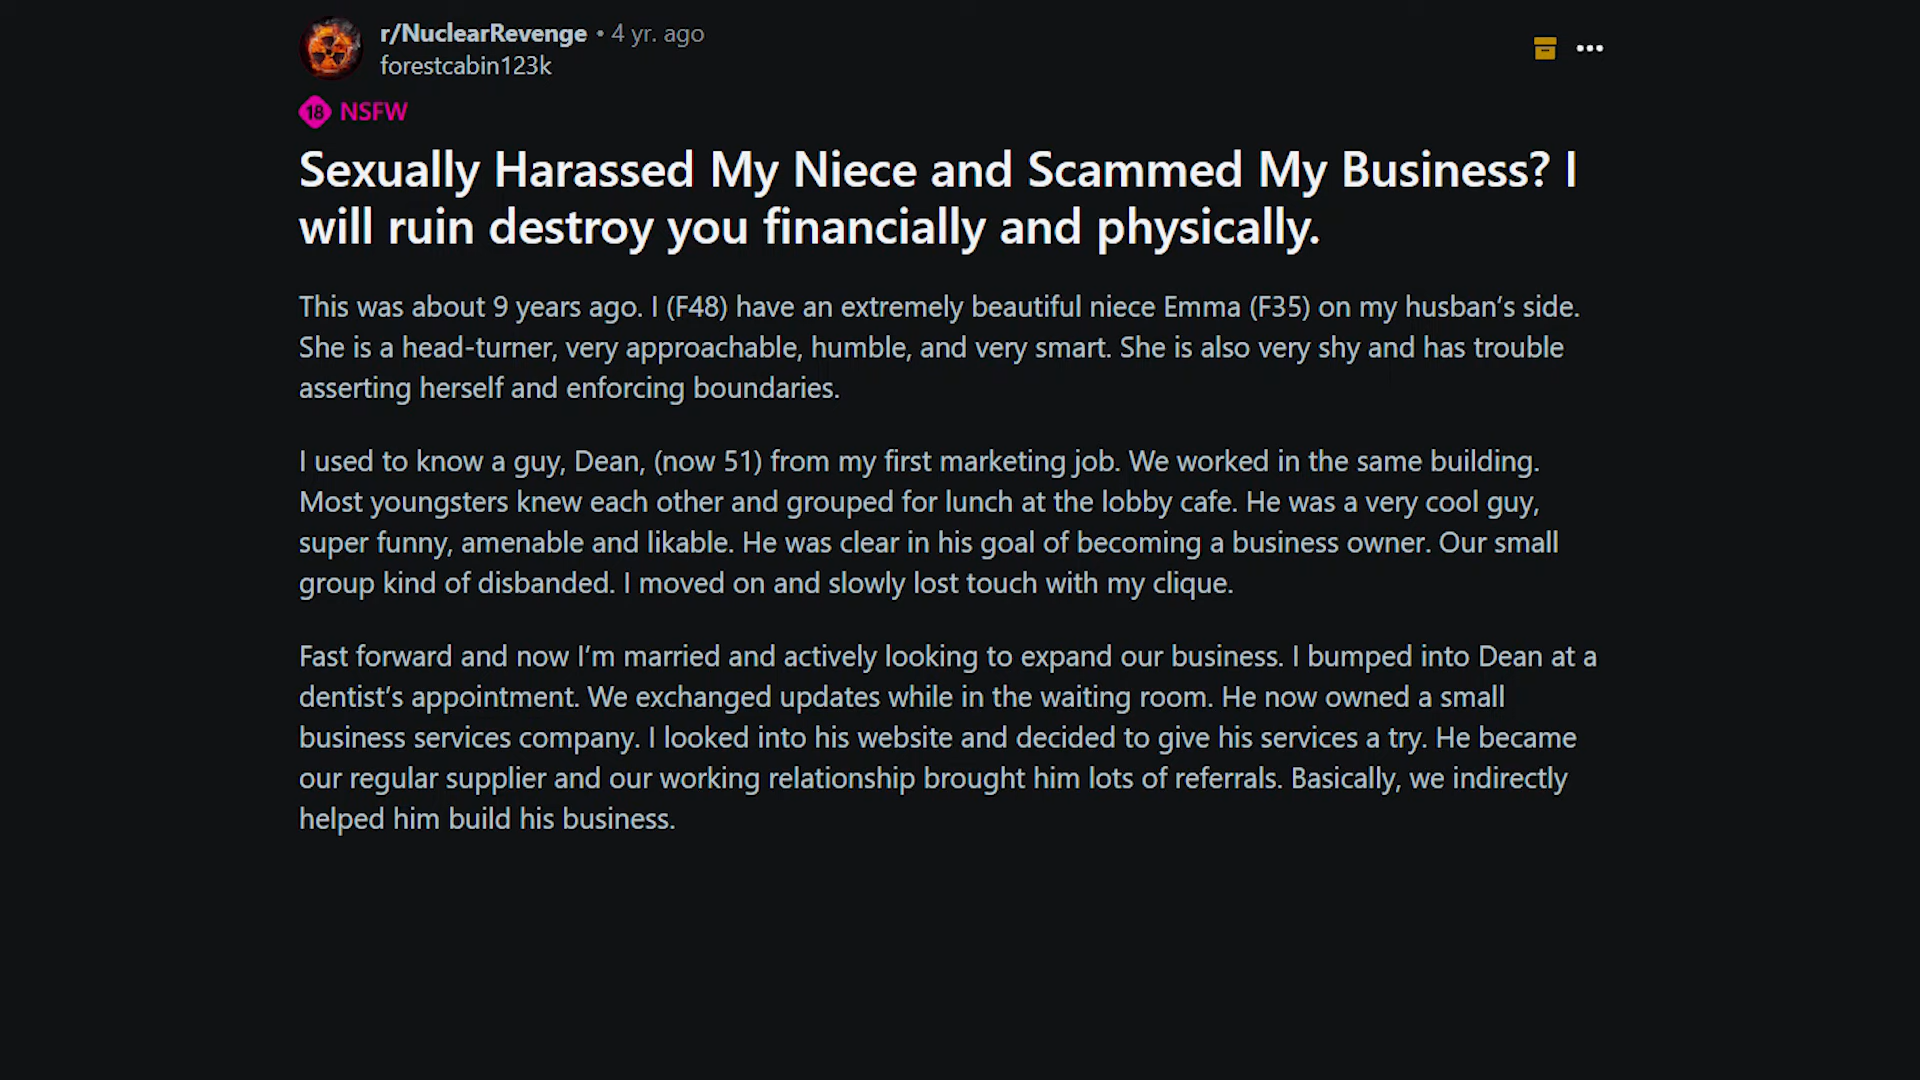 r/NuclearRevenge • 4 yr. ago
forestcabin123k
18 NSFW
Sexually Harassed My Niece and Scammed My Business? I
will ruin destroy you financially and physically.
This was about 9 years ago. I (F48) have an extremely beautiful niece Emma (F35) on my husban’s side.
She is a head-turner, very approachable, humble, and very smart. She is also very shy and has trouble
asserting herself and enforcing boundaries.
I used to know a guy, Dean, (now 51) from my first marketing job. We worked in the same building.
Most youngsters knew each other and grouped for lunch at the lobby cafe. He was a very cool guy,
super funny, amenable and likable. He was clear in his goal of becoming a business owner. Our small
group kind of disbanded. I moved on and slowly lost touch with my clique.
Fast forward and now I’m married and actively looking to expand our business. I bumped into Dean at a
dentist’s appointment. We exchanged updates while in the waiting room. He now owned a small
business services company. I looked into his website and decided to give his services a try. He became
our regular supplier and our working relationship brought him lots of referrals. Basically, we indirectly
helped him build his business.